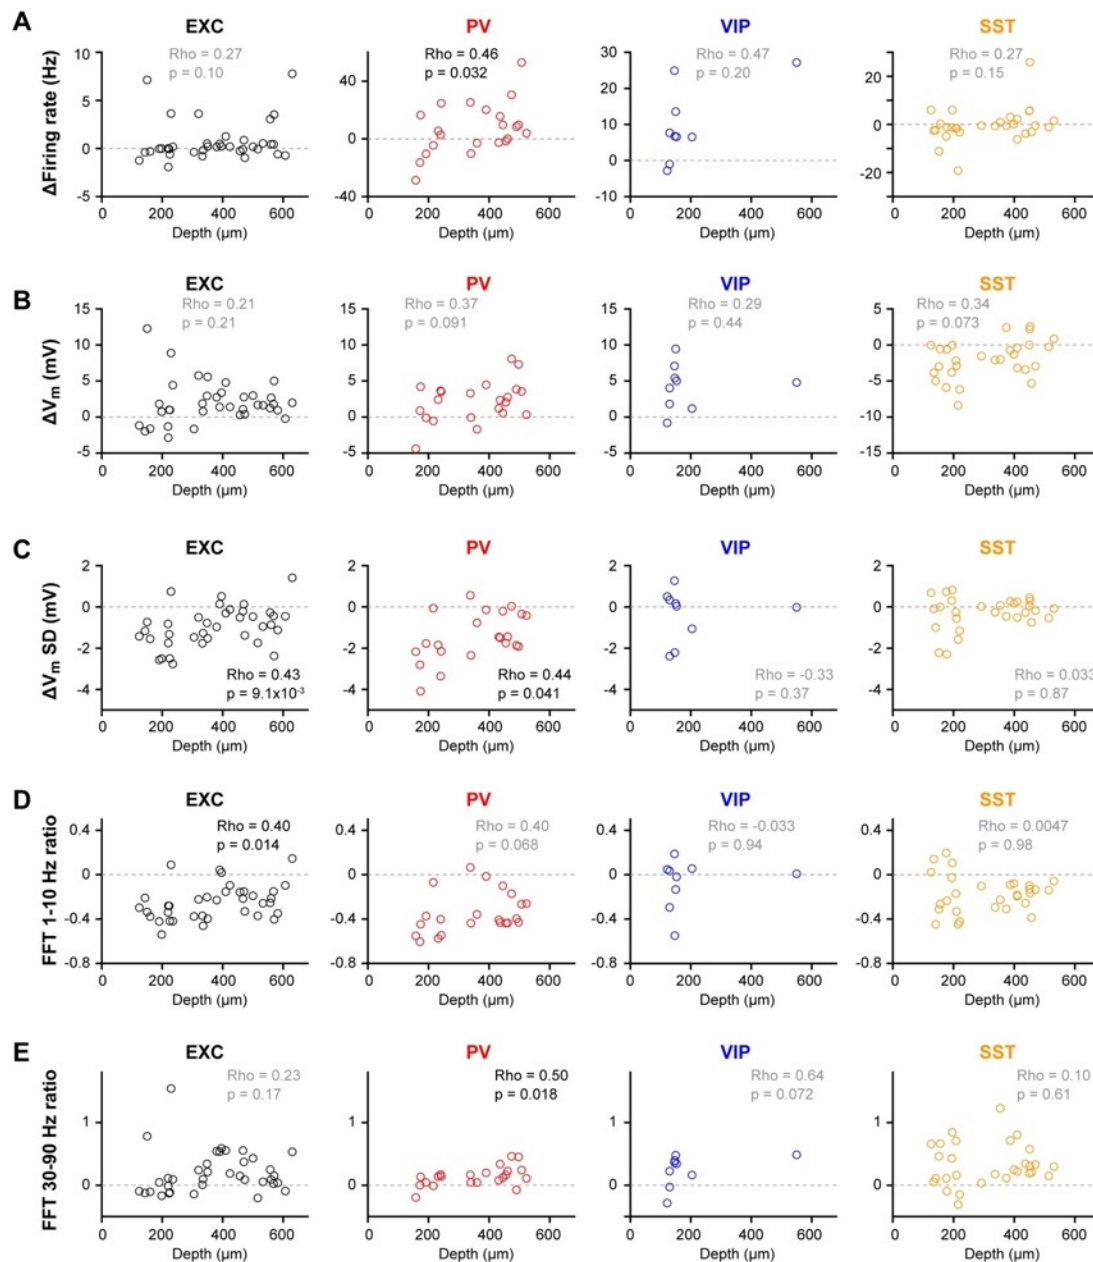 A
EXC PV VIP SST
ΔFiring rate (Hz)
Rho = 0.27 Rho = 0.46 Rho = 0.47 Rho = 0.27
p = 0.10 p = 0.032 p = 0.20 p = 0.15
10 5 0 -5
40 0 -40
30 20 10 0 -10
20 0 -20
0 200 400 600 0 200 400 600 0 200 400 600 0 200 400 600
Depth (µm) Depth (µm) Depth (µm) Depth (µm)
B
EXC PV VIP SST
ΔVm (mV)
Rho = 0.21 Rho = 0.37 Rho = 0.29 Rho = 0.34
p = 0.21 p = 0.091 p = 0.44 p = 0.073
15 10 5 0 -5
15 10 5 0 -5
15 10 5 0 -5
5 0 -5 -10 -15
0 200 400 600 0 200 400 600 0 200 400 600 0 200 400 600
Depth (µm) Depth (µm) Depth (µm) Depth (µm)
C
EXC PV VIP SST
ΔVm SD (mV)
2 0 -2 -4
2 0 -2 -4
2 0 -2 -4
2 0 -2 -4
Rho = 0.43 Rho = 0.44 Rho = -0.33 Rho = 0.033
p = 9.1x10-3 p = 0.041 p = 0.37 p = 0.87
0 200 400 600 0 200 400 600 0 200 400 600 0 200 400 600
Depth (µm) Depth (µm) Depth (µm) Depth (µm)
D
EXC PV VIP SST
FFT 1-10 Hz ratio
Rho = 0.40 Rho = 0.40 Rho = -0.033 Rho = 0.0047
p = 0.014 p = 0.068 p = 0.94 p = 0.98
0.4 0 -0.4 -0.8
0.4 0 -0.4 -0.8
0.4 0 -0.4 -0.8
0.4 0 -0.4 -0.8
0 200 400 600 0 200 400 600 0 200 400 600 0 200 400 600
Depth (µm) Depth (µm) Depth (µm) Depth (µm)
E
EXC PV VIP SST
FFT 30-90 Hz ratio
Rho = 0.23 Rho = 0.50 Rho = 0.64 Rho = 0.10
p = 0.17 p = 0.018 p = 0.072 p = 0.61
1 0
1 0
1 0
1 0
0 200 400 600 0 200 400 600 0 200 400 600 0 200 400 600
Depth (µm) Depth (µm) Depth (µm) Depth (µm)